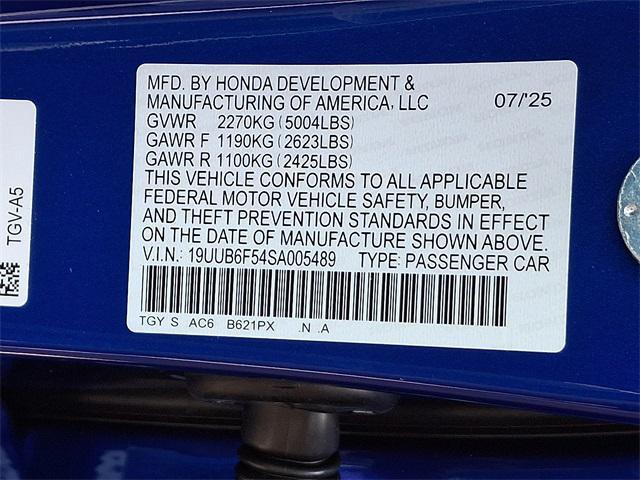 MFD. BY HONDA DEVELOPMENT &
MANUFACTURING OF AMERICA, LLC 07/'25
GVWR 2270KG (5004LBS)
GAWR F 1190KG (2623LBS)
GAWR R 1100KG (2425LBS)
THIS VEHICLE CONFORMS TO ALL APPLICABLE
FEDERAL MOTOR VEHICLE SAFETY, BUMPER,
AND THEFT PREVENTION STANDARDS IN EFFECT
ON THE DATE OF MANUFACTURE SHOWN ABOVE.
V.I.N.: 19UUB6F54SA005489 TYPE: PASSENGER CAR
TGY S AC6 B621PX .N .A
TGV-A5